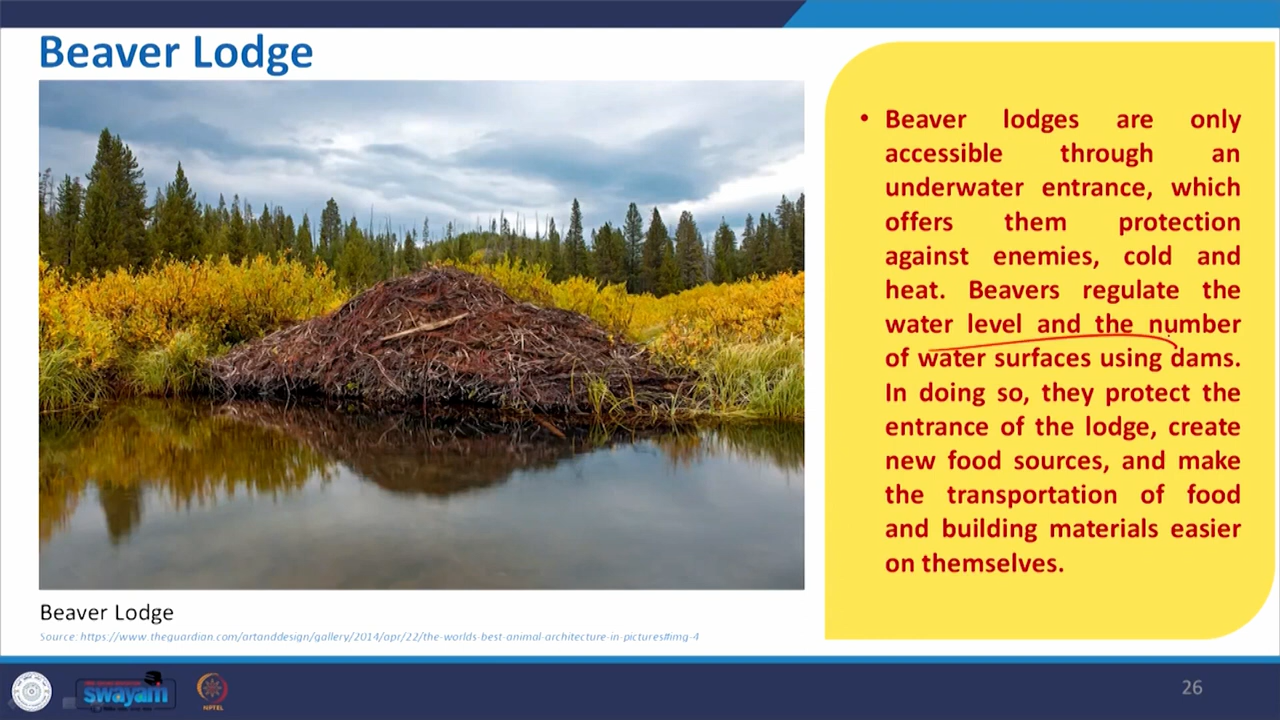 Beaver Lodge
Beaver lodges are only
accessible through an
underwater entrance, which
offers them protection
against enemies, cold and
heat. Beavers regulate the
water level and the number
of water surfaces using dams.
In doing so, they protect the
entrance of the lodge, create
new food sources, and make
the transportation of food
and building materials easier
on themselves.
Beaver Lodge
Source: https://www.theguardian.com/artanddesign/gallery/2014/apr/22/the-worlds-best-animal-architecture-in-pictures#img-4
swayam
NPTEL
26